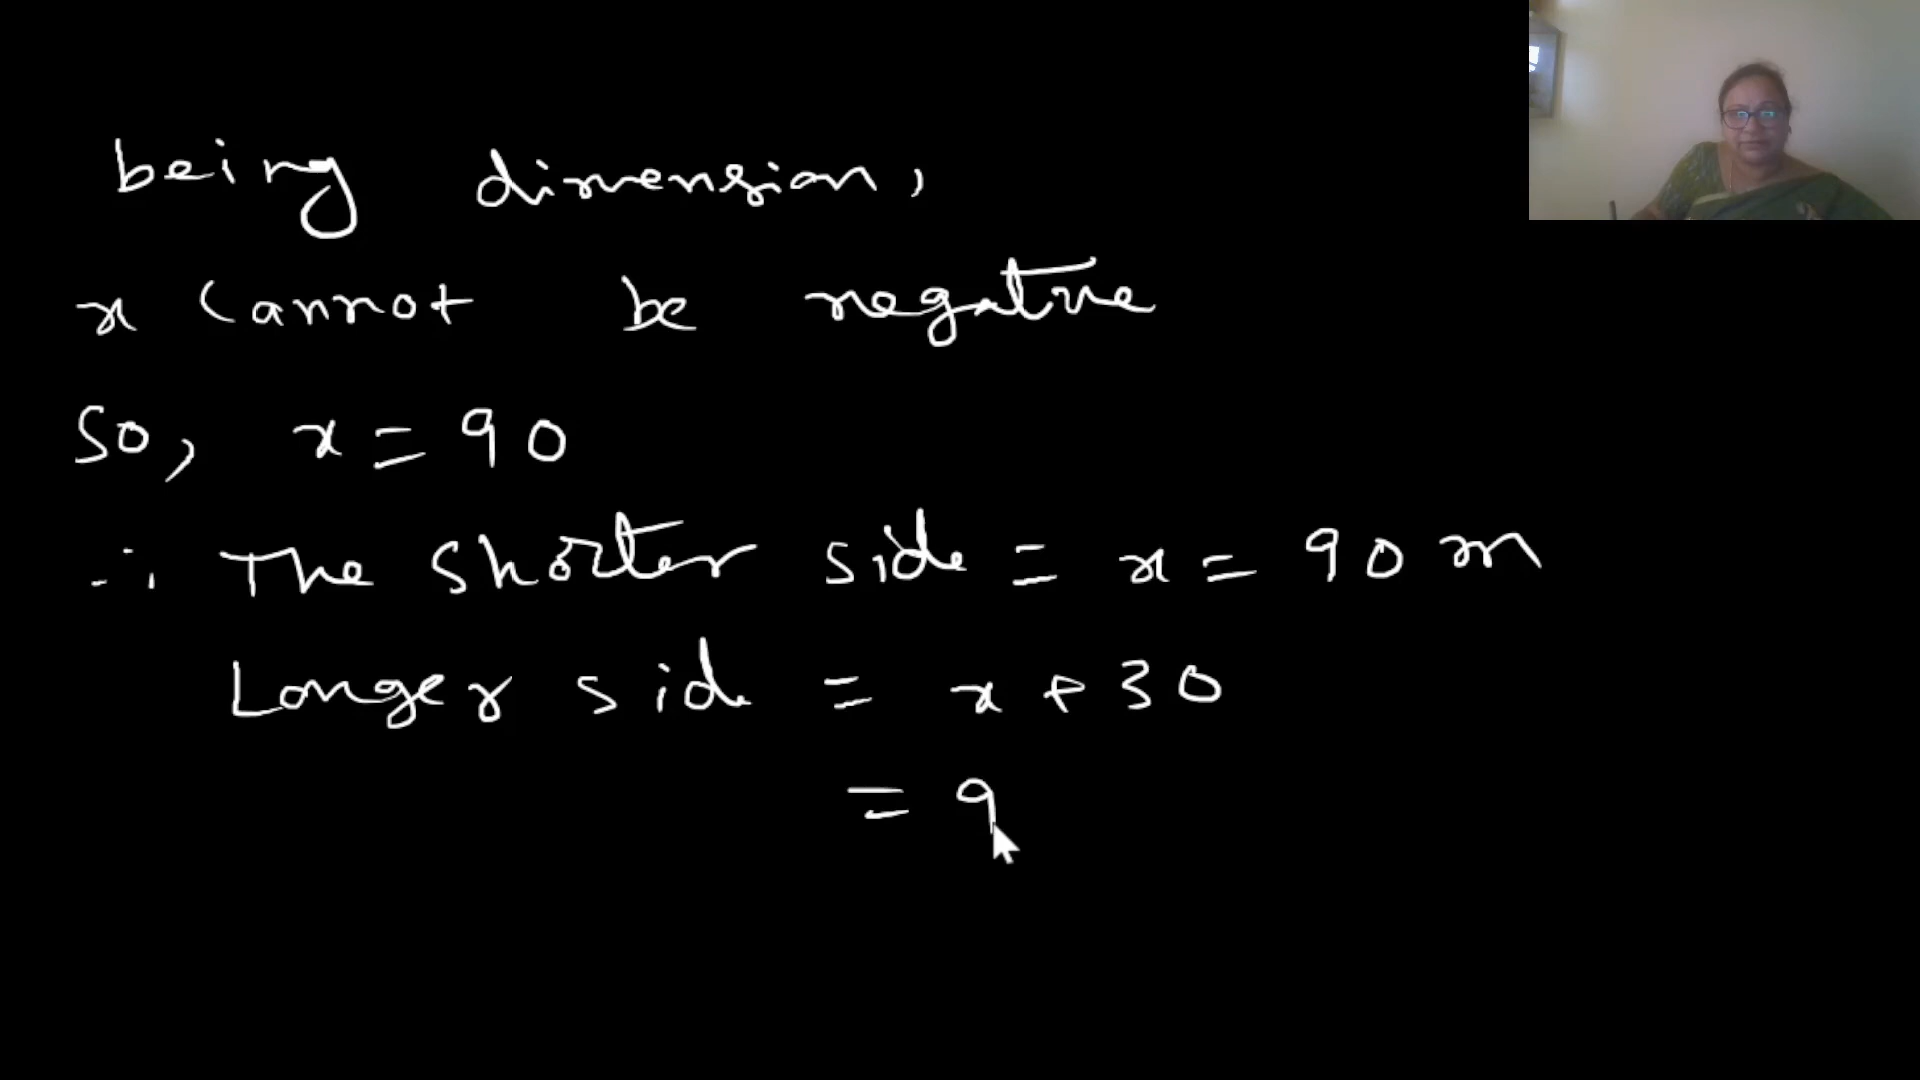 being dimension,
x cannot be negative
So, x = 90
∴ The shorter side = x = 90 m
Longer side = x + 30
= 9